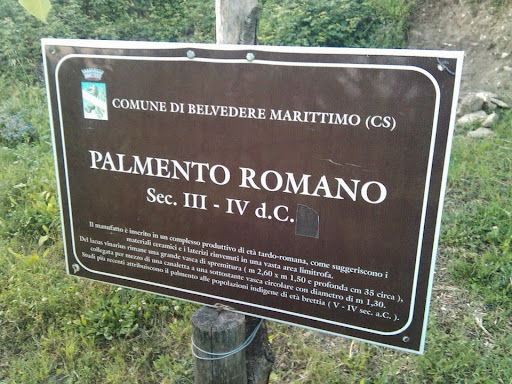 COMUNE DI BELVEDERE MARITTIMO (CS)
PALMENTO ROMANO
Sec. III - IV d.C.
Il manufatto è inserito in un complesso produttivo di età tardo-romana, come suggeriscono i
materiali ceramici e i laterizi rinvenuti in una vasta area limitrofa.
Del lacus vinarius rimane una grande vasca di spremitura ( m 2,60 x m 1,50 e profonda cm 35 circa ),
collegata per mezzo di una canaletta a una sottostante vasca circolare con diametro di m 1,30.
Studi più recenti attribuiscono il palmento alle popolazioni indigene di età brettia ( V - IV sec. a.C. ).